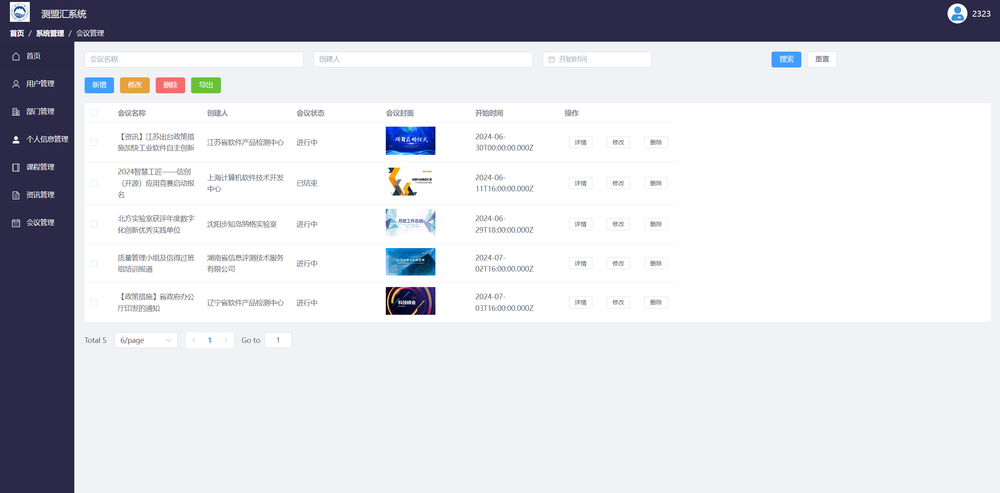 测盟汇系统
2323
首页 / 系统管理 / 会议管理
首页
用户管理
部门管理
个人信息管理
课程管理
资讯管理
会议管理
会议名称
创建人
开始时间
搜索
重置
新增
修改
删除
导出
会议名称 创建人 会议状态 会议封面 开始时间 操作
【资讯】江苏出台政策措
施加快工业软件自主创新
江苏省软件产品检测中心
进行中
项目启动仪式
2024-06-
30T00:00:00.000Z
详情 修改 删除
2024智慧工匠——信创
（开源）应用竞赛启动报
名
上海计算机软件技术开发
中心
已结束
YOU LOGO
金融科技商务汇报
2024-06-
11T16:00:00.000Z
详情 修改 删除
北方实验室获评年度数字
化创新优秀实践单位
沈阳步知岛纳格实验室
进行中
月度工作总结
2024-06-
29T18:00:00.000Z
详情 修改 删除
质量管理小组及信得过班
组培训报道
湖南省信息评测技术服务
有限公司
进行中
公司治理与合规管理
2024-07-
02T16:00:00.000Z
详情 修改 删除
【政策措施】省政府办公
厅印发的通知
辽宁省软件产品检测中心
进行中
科技峰会
2024-07-
03T16:00:00.000Z
详情 修改 删除
Total 5
6/page
1
Go to
1